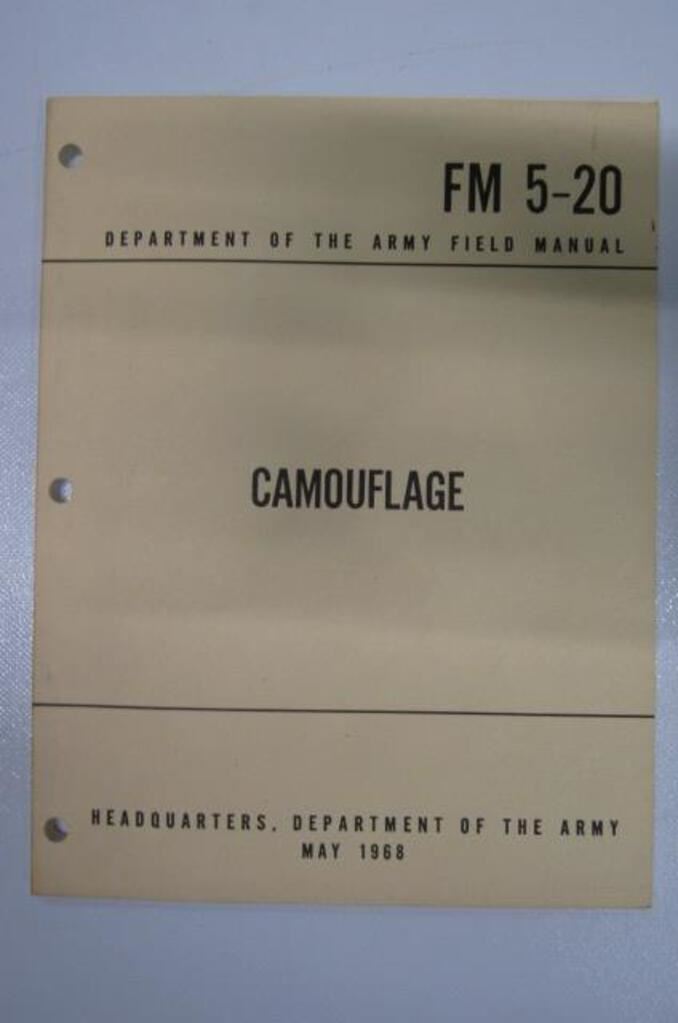 FM 5-20
DEPARTMENT OF THE ARMY FIELD MANUAL
CAMOUFLAGE
HEADQUARTERS, DEPARTMENT OF THE ARMY
MAY 1968